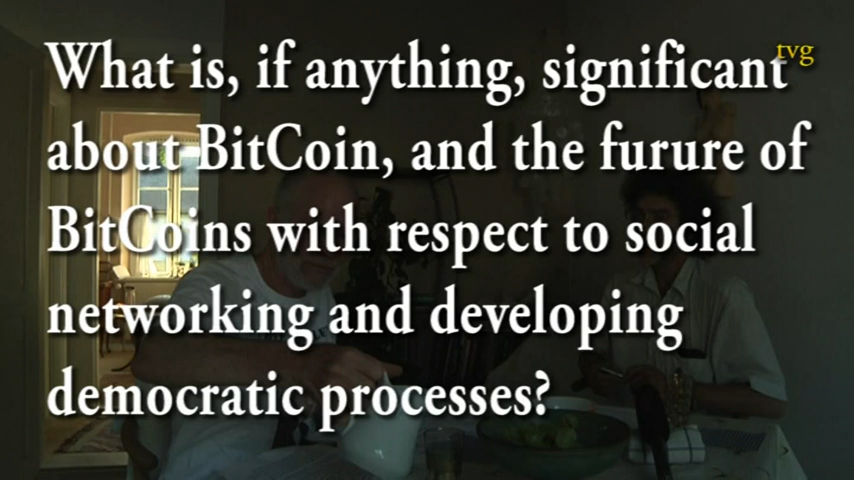 What is, if anything, significant
tvg
about BitCoin, and the furure of
BitCoins with respect to social
networking and developing
democratic processes?